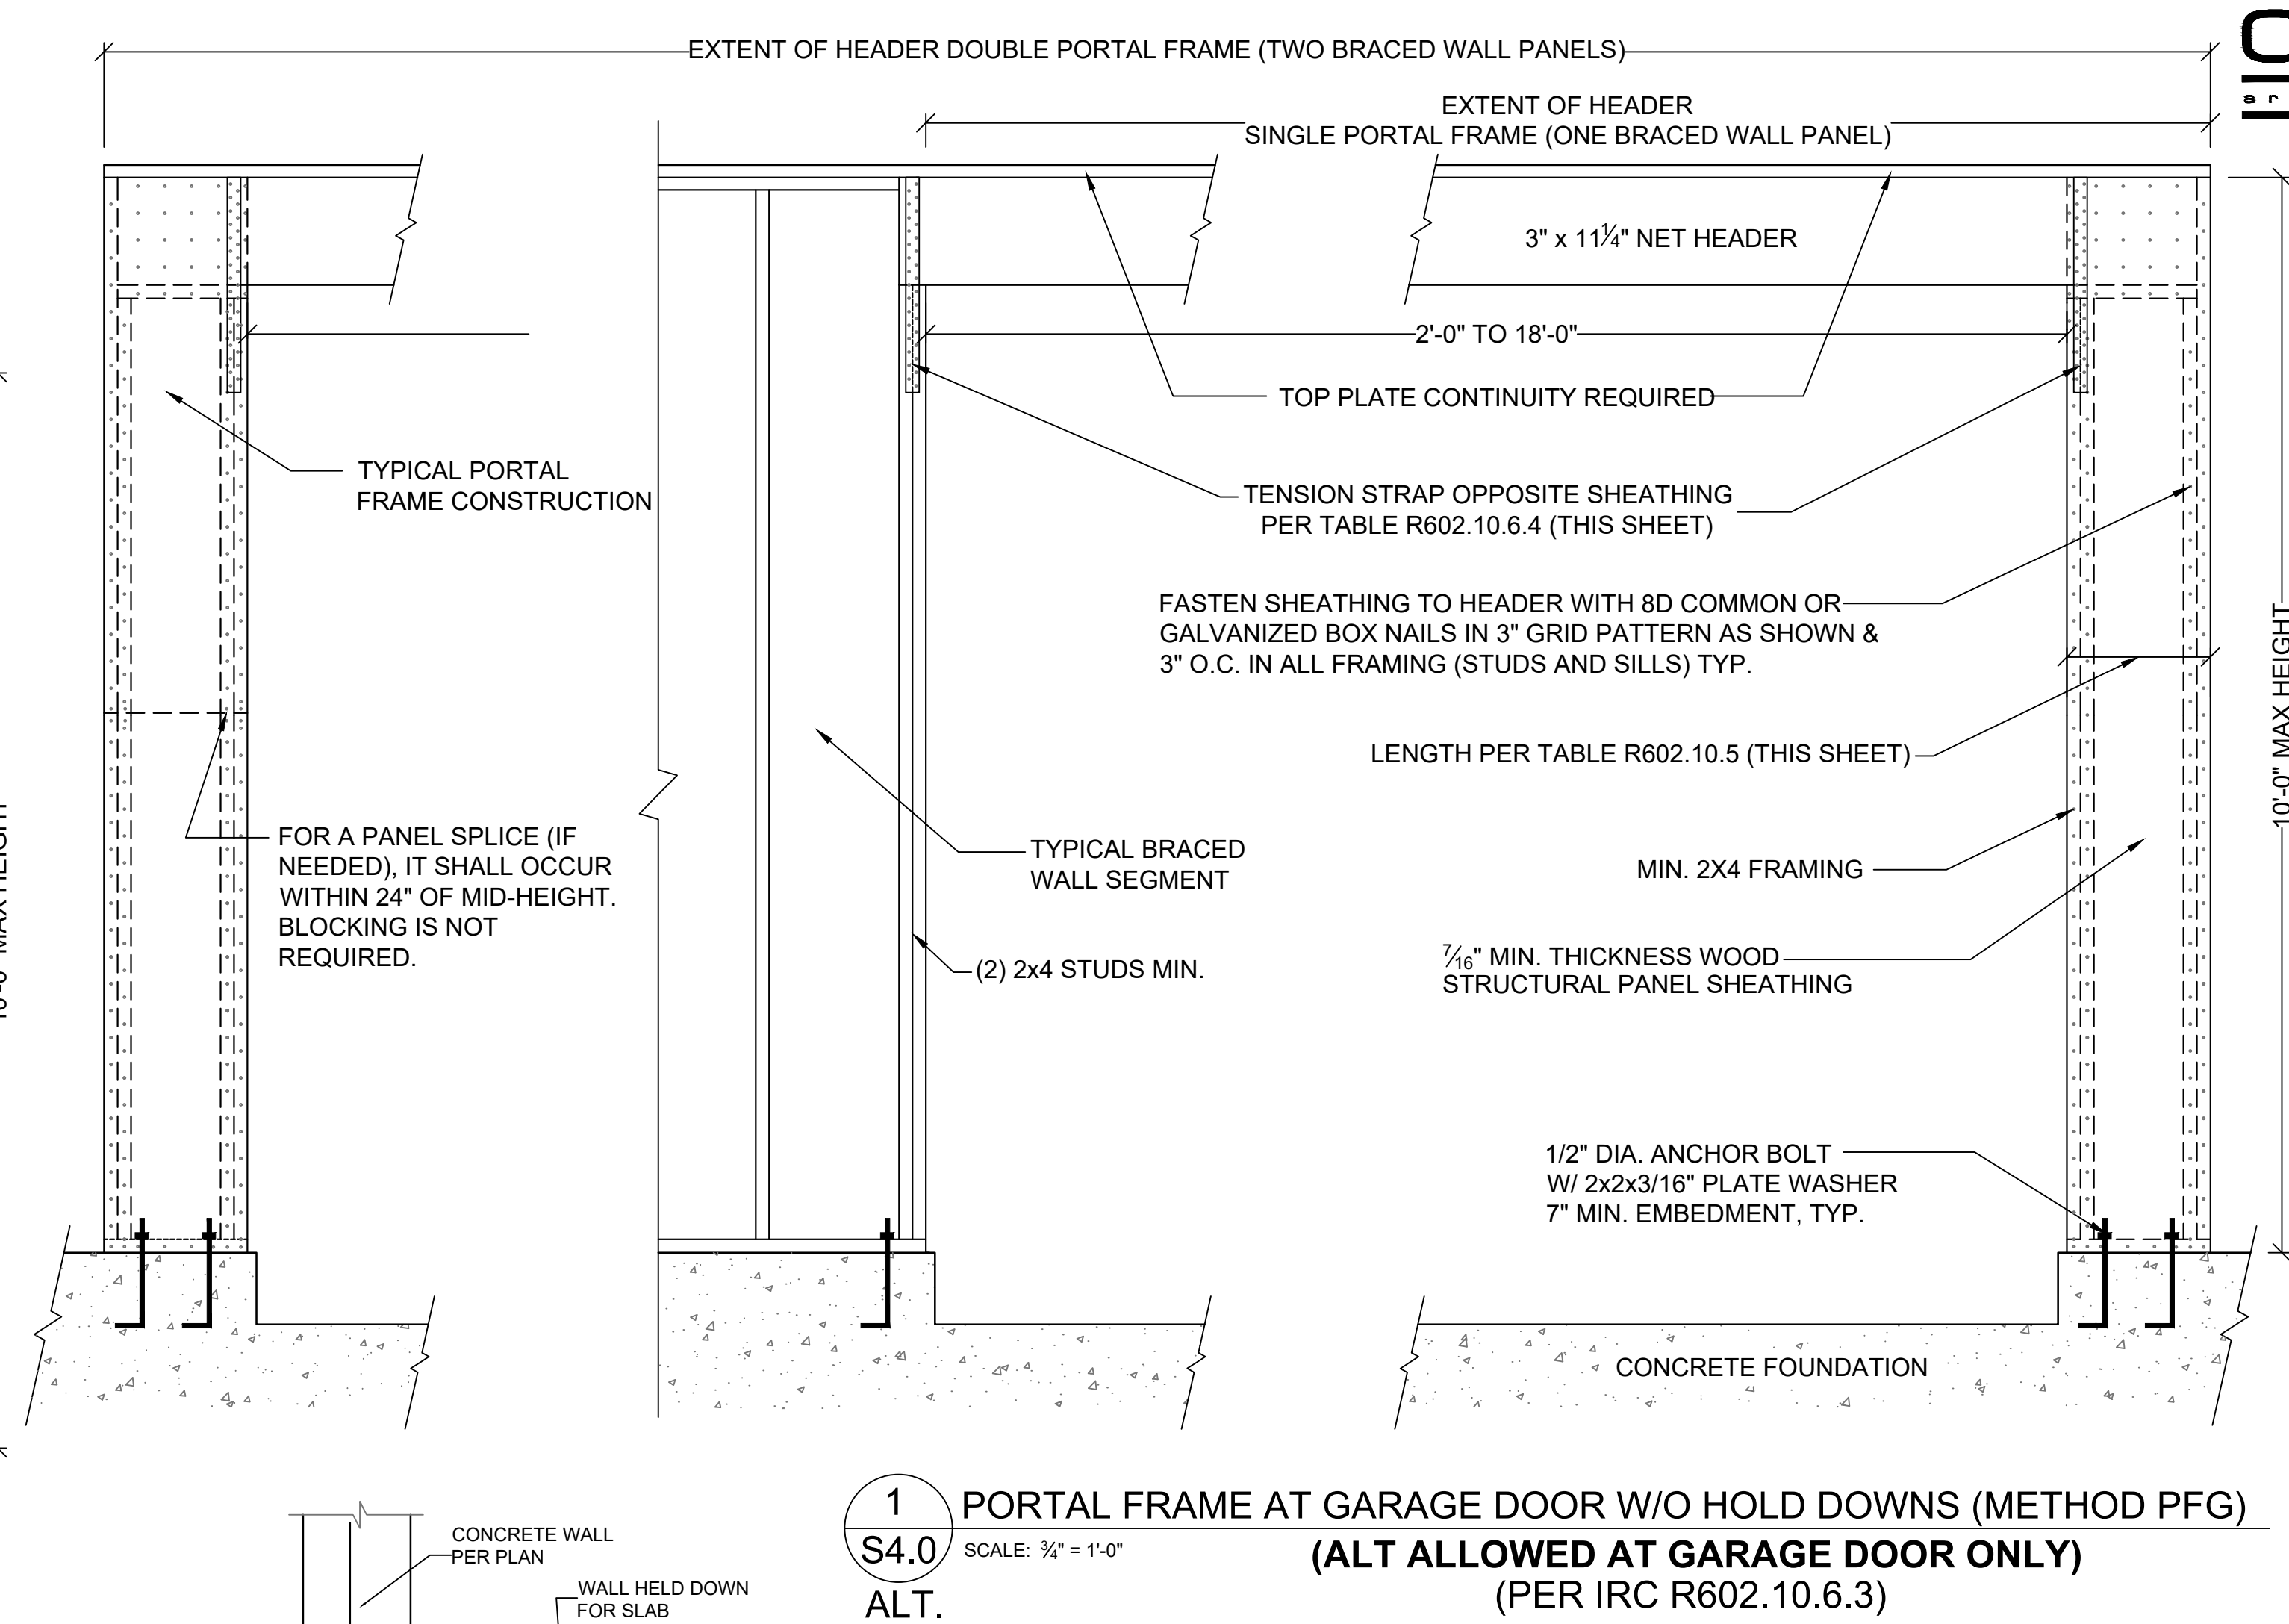 EXTENT OF HEADER DOUBLE PORTAL FRAME (TWO BRACED WALL PANELS)
EXTENT OF HEADER
SINGLE PORTAL FRAME (ONE BRACED WALL PANEL)
3" x 11¼" NET HEADER
2'-0" TO 18'-0"
TOP PLATE CONTINUITY REQUIRED
TYPICAL PORTAL
FRAME CONSTRUCTION
TENSION STRAP OPPOSITE SHEATHING
PER TABLE R602.10.6.4 (THIS SHEET)
FASTEN SHEATHING TO HEADER WITH 8D COMMON OR
GALVANIZED BOX NAILS IN 3" GRID PATTERN AS SHOWN &
3" O.C. IN ALL FRAMING (STUDS AND SILLS) TYP.
LENGTH PER TABLE R602.10.5 (THIS SHEET)
10'-0" MAX HEIGHT
FOR A PANEL SPLICE (IF
NEEDED), IT SHALL OCCUR
WITHIN 24" OF MID-HEIGHT.
BLOCKING IS NOT
REQUIRED.
TYPICAL BRACED
WALL SEGMENT
MIN. 2X4 FRAMING
(2) 2x4 STUDS MIN.
7/16" MIN. THICKNESS WOOD
STRUCTURAL PANEL SHEATHING
1/2" DIA. ANCHOR BOLT
W/ 2x2x3/16" PLATE WASHER
7" MIN. EMBEDMENT, TYP.
CONCRETE FOUNDATION
1
S4.0
ALT.
PORTAL FRAME AT GARAGE DOOR W/O HOLD DOWNS (METHOD PFG)
SCALE: ¾" = 1'-0"
(ALT ALLOWED AT GARAGE DOOR ONLY)
(PER IRC R602.10.6.3)
CONCRETE WALL
PER PLAN
WALL HELD DOWN
FOR SLAB